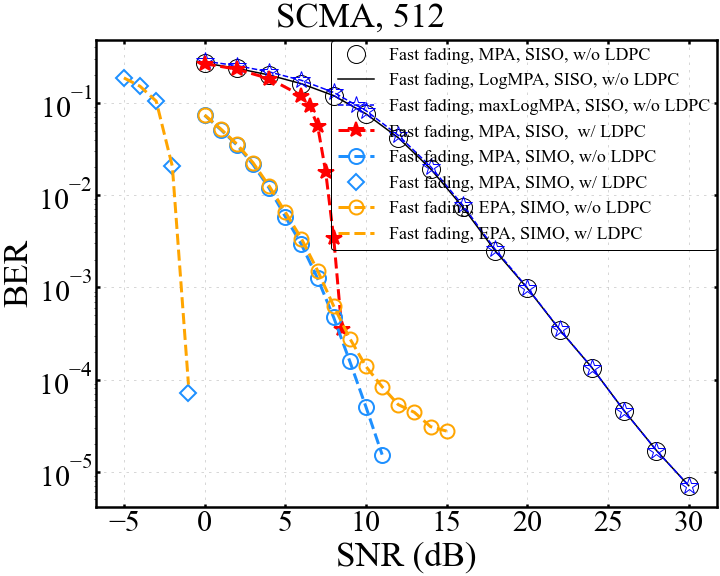 SCMA, 512
Fast fading, MPA, SISO, w/o LDPC
Fast fading, LogMPA, SISO, w/o LDPC
Fast fading, maxLogMPA, SISO, w/o LDPC
Fast fading, MPA, SISO,  w/ LDPC
Fast fading, MPA, SIMO, w/o LDPC
Fast fading, MPA, SIMO, w/ LDPC
Fast fading, EPA, SIMO, w/o LDPC
Fast fading, EPA, SIMO, w/ LDPC
BER
10⁻¹
10⁻²
10⁻³
10⁻⁴
10⁻⁵
−5 0 5 10 15 20 25 30
SNR (dB)